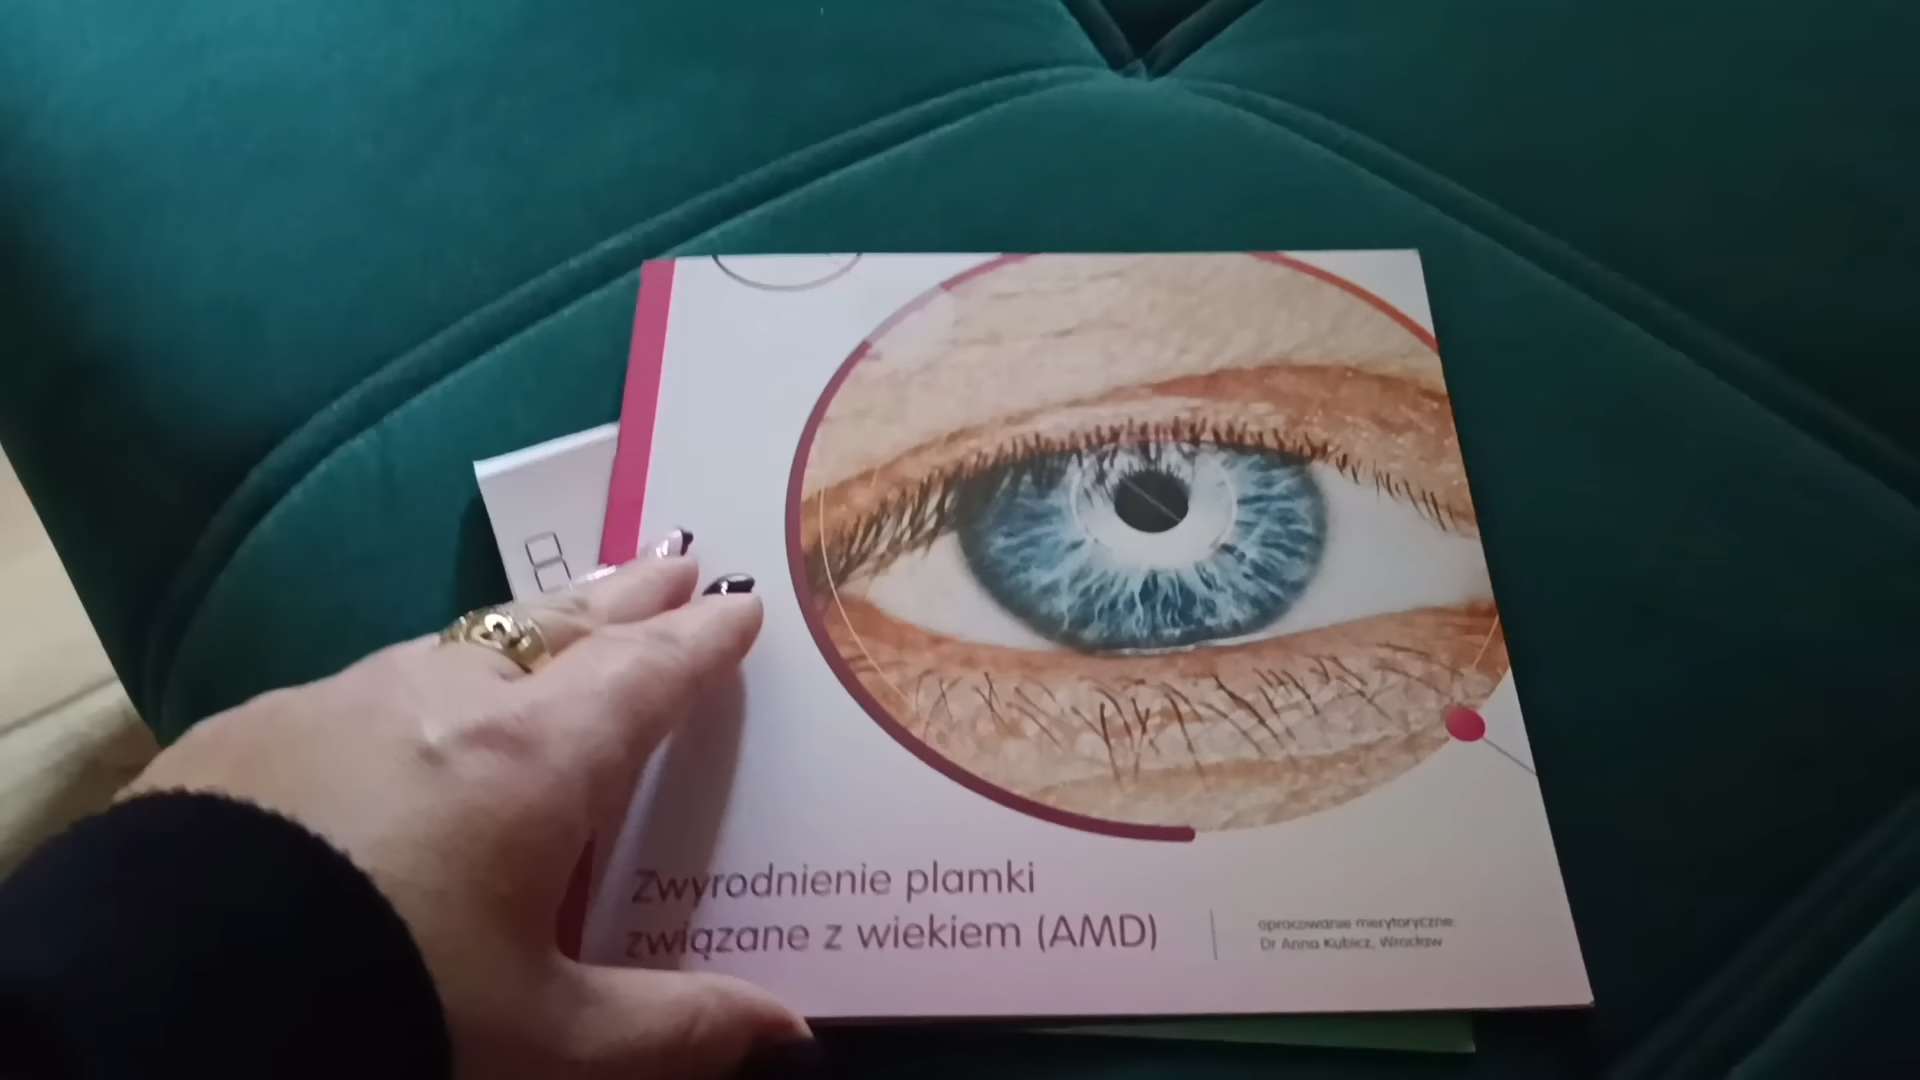 Zwyrodnienie plamki
związane z wiekiem (AMD)
opracowanie merytoryczne
Dr Anna Kubicz, Wrocław